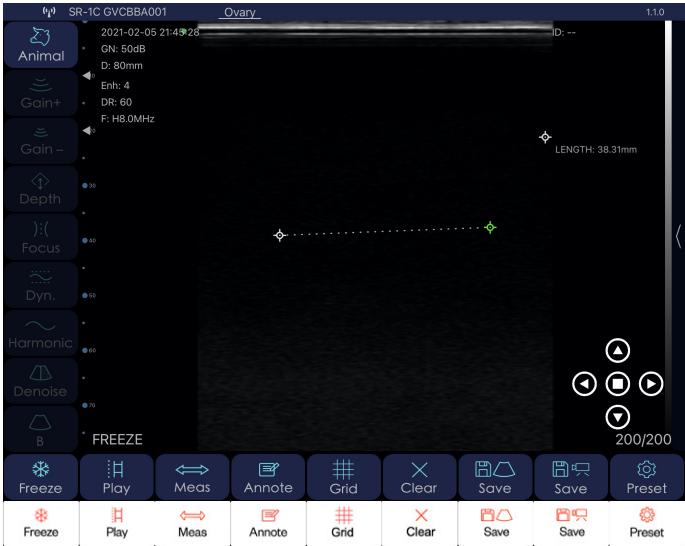 SR-1C GVCBBA001 Ovary 1.1.0
Animal
2021-02-05 21:45:28
ID: --
GN: 50dB
D: 80mm
Enh: 4
DR: 60
F: H8.0MHz
Gain+
Gain –
LENGTH: 38.31mm
Depth
30
Focus
40
Dyn.
50
Harmonic
60
Denoise
70
B
FREEZE
200/200
Freeze Play Meas Annote Grid Clear Save Save Preset
Freeze Play Meas Annote Grid Clear Save Save Preset